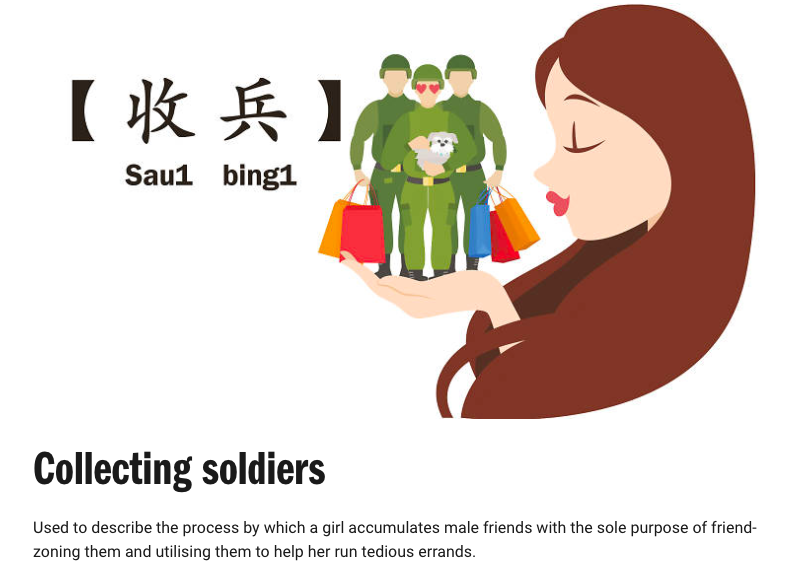 【 收 兵 】
Sau1 bing1
Collecting soldiers
Used to describe the process by which a girl accumulates male friends with the sole purpose of friend-
zoning them and utilising them to help her run tedious errands.